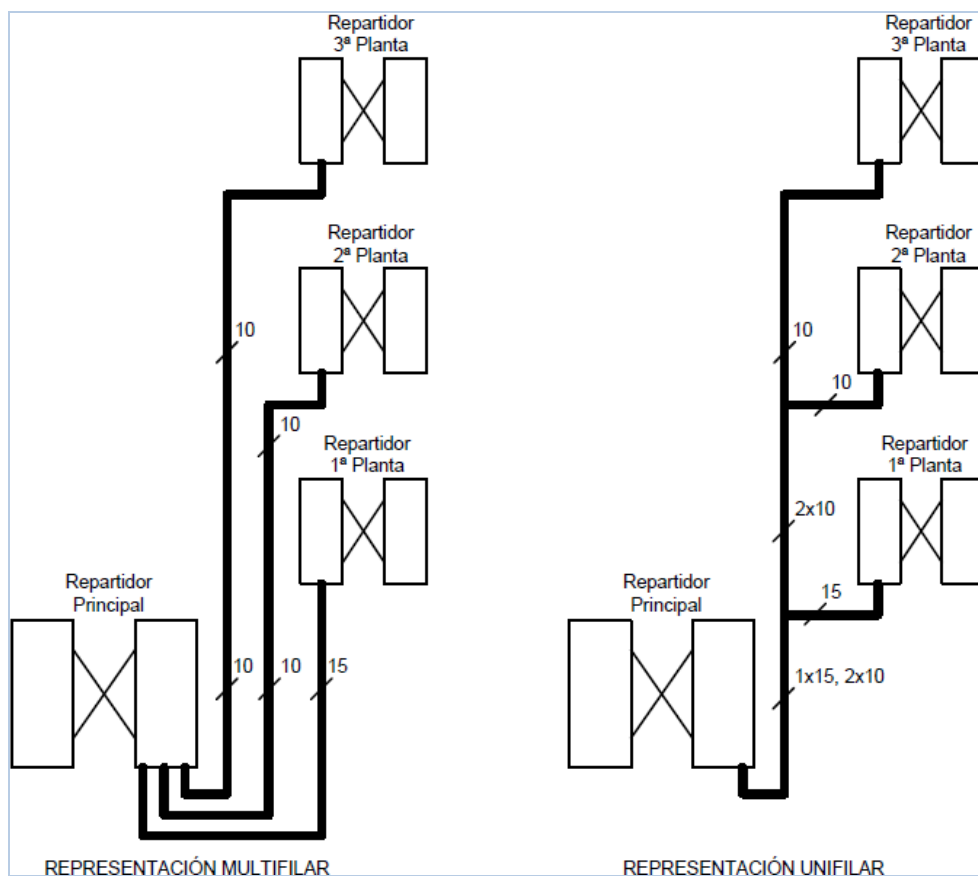 Repartidor
3ª Planta
Repartidor
2ª Planta
10
10
Repartidor
1ª Planta
Repartidor
Principal
10
10
15
REPRESENTACIÓN MULTIFILAR
Repartidor
3ª Planta
Repartidor
2ª Planta
10
10
Repartidor
1ª Planta
2x10
Repartidor
Principal
15
1x15, 2x10
REPRESENTACIÓN UNIFILAR